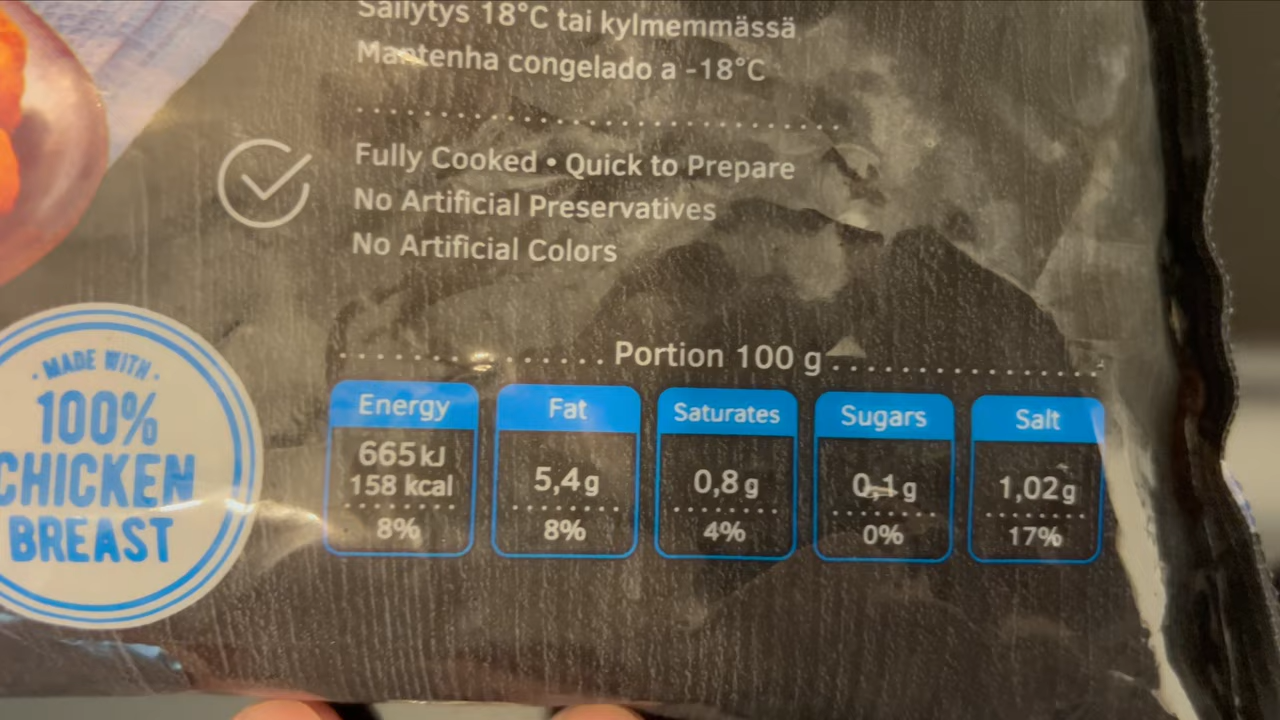 Säilytys 18°C tai kylmemmässä
Mantenha congelado a -18°C
Fully Cooked • Quick to Prepare
No Artificial Preservatives
No Artificial Colors
· MADE WITH ·
100%
CHICKEN
BREAST
Portion 100 g
Energy Fat Saturates Sugars Salt
665 kJ
158 kcal 5,4 g 0,8 g 0,1 g 1,02 g
8% 8% 4% 0% 17%